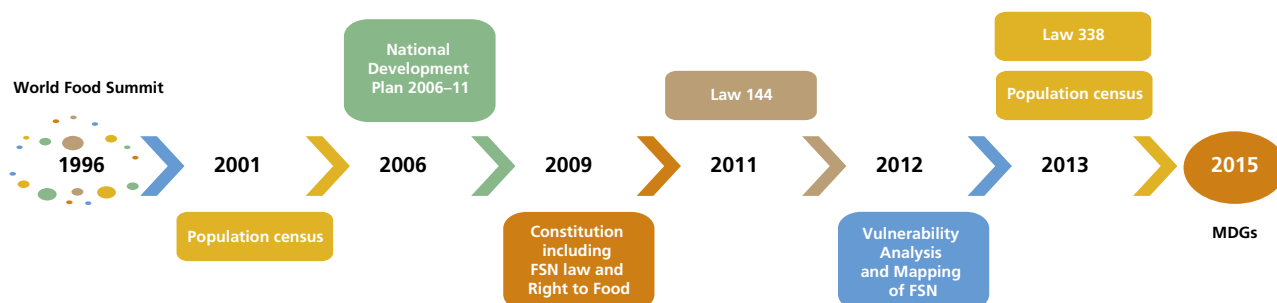 World Food Summit
1996
2001
Population census
National
Development
Plan 2006–11
2006
2009
Constitution
including
FSN law and
Right to Food
Law 144
2011
2012
Vulnerability
Analysis
and Mapping
of FSN
Law 338
Population census
2013
2015
MDGs